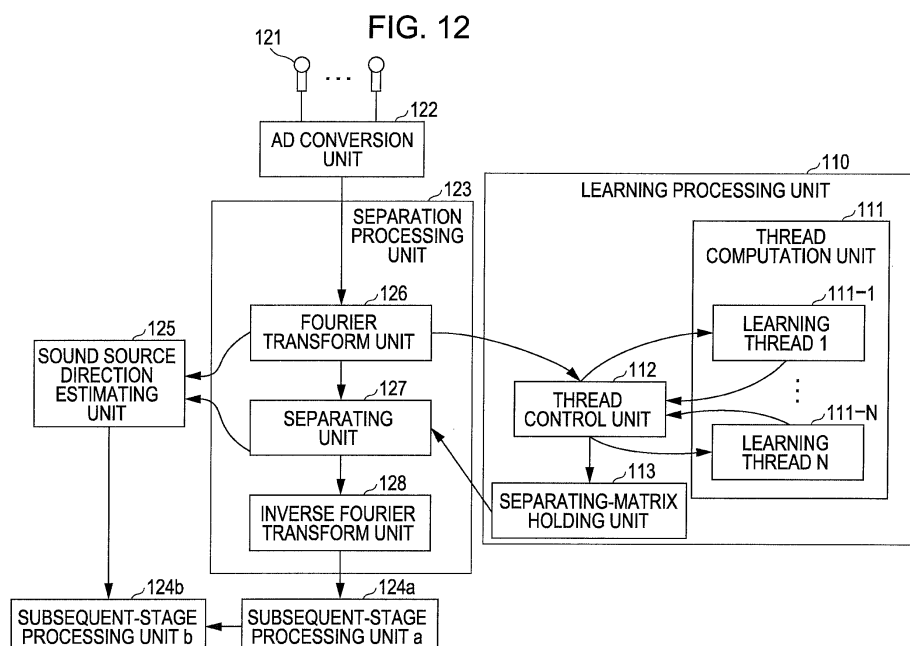 FIG. 12
121
...
122
AD CONVERSION
UNIT
123
SEPARATION
PROCESSING
UNIT
126
FOURIER
TRANSFORM UNIT
127
SEPARATING
UNIT
128
INVERSE FOURIER
TRANSFORM UNIT
125
SOUND SOURCE
DIRECTION
ESTIMATING
UNIT
124b
SUBSEQUENT-STAGE
PROCESSING UNIT b
124a
SUBSEQUENT-STAGE
PROCESSING UNIT a
110
LEARNING PROCESSING UNIT
111
THREAD
COMPUTATION UNIT
111-1
LEARNING
THREAD 1
112
THREAD
CONTROL UNIT
111-N
LEARNING
THREAD N
113
SEPARATING-MATRIX
HOLDING UNIT